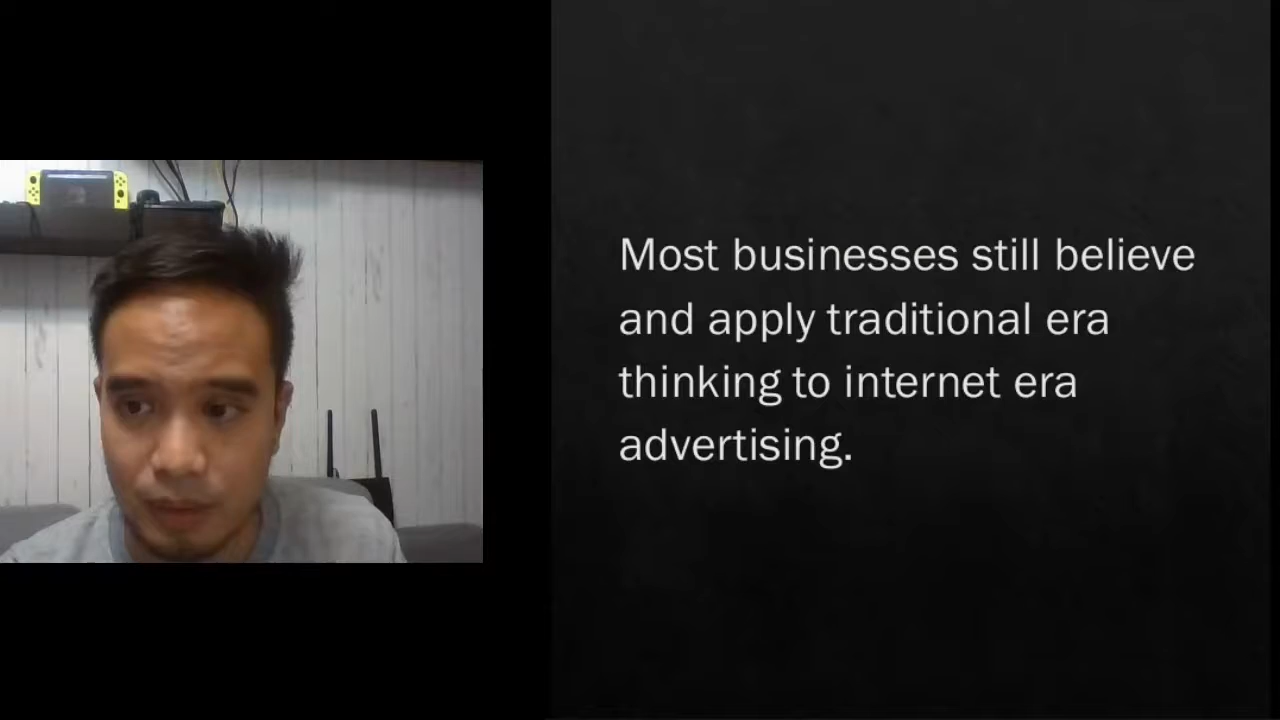 Most businesses still believe
and apply traditional era
thinking to internet era
advertising.